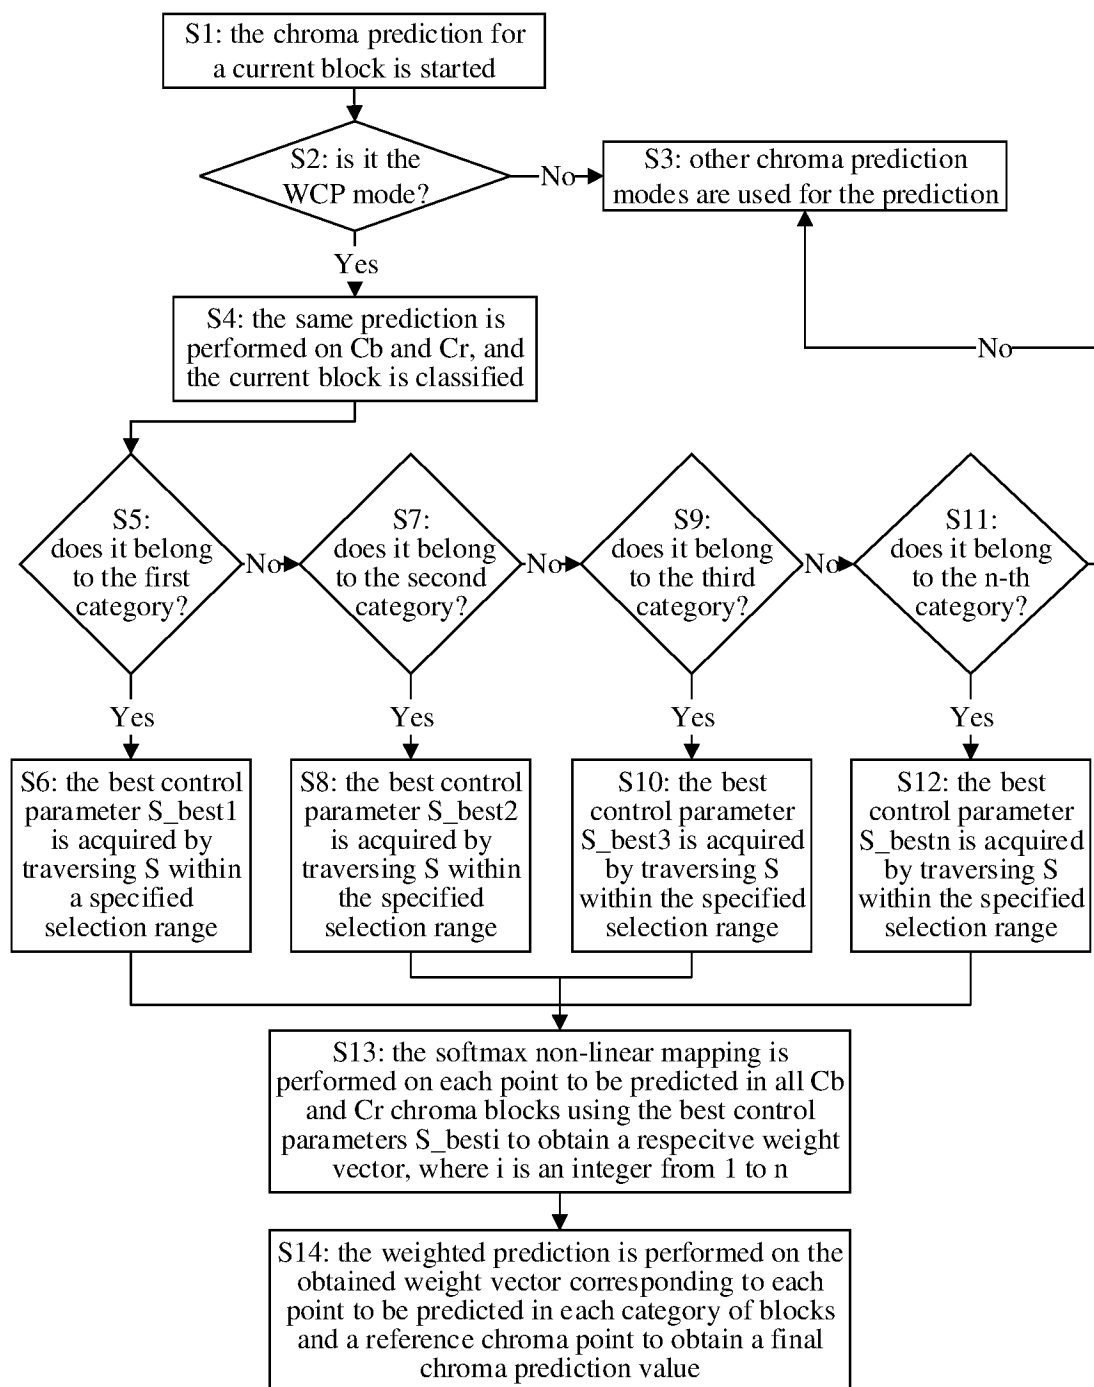 S1: the chroma prediction for
a current block is started
S2: is it the
WCP mode?
No
S3: other chroma prediction
modes are used for the prediction
Yes
S4: the same prediction is
performed on Cb and Cr, and
the current block is classified
No
S5:
does it belong
to the first
category?
No
S7:
does it belong
to the second
category?
No
S9:
does it belong
to the third
category?
No
S11:
does it belong
to the n-th
category?
Yes
Yes
Yes
Yes
S6: the best control
parameter S_best1
is acquired by
traversing S within
a specified
selection range
S8: the best control
parameter S_best2
is acquired by
traversing S within
the specified
selection range
S10: the best
control parameter
S_best3 is acquired
by traversing S
within the specified
selection range
S12: the best
control parameter
S_bestn is acquired
by traversing S
within the specified
selection range
S13: the softmax non-linear mapping is
performed on each point to be predicted in all Cb
and Cr chroma blocks using the best control
parameters S_besti to obtain a respecitve weight
vector, where i is an integer from 1 to n
S14: the weighted prediction is performed on the
obtained weight vector corresponding to each
point to be predicted in each category of blocks
and a reference chroma point to obtain a final
chroma prediction value